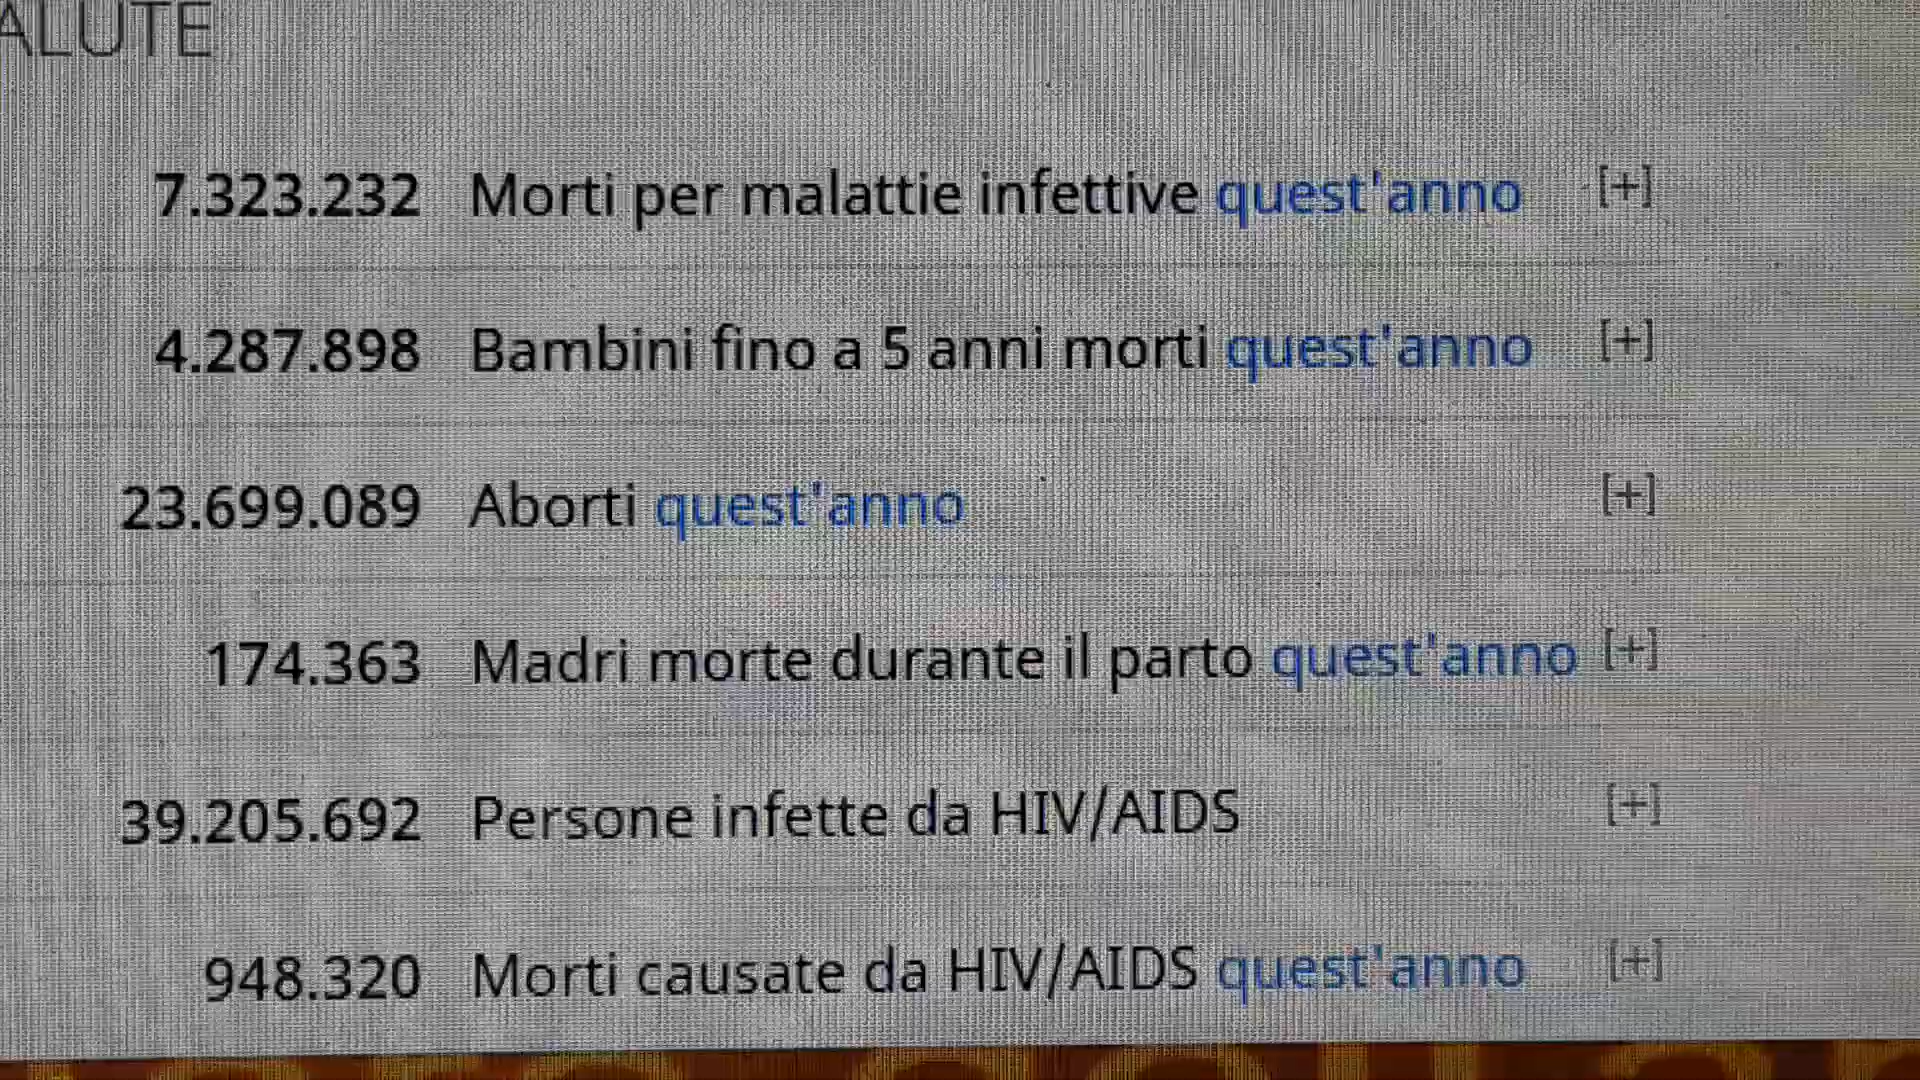 ALUTE
7.323.232 Morti per malattie infettive quest'anno [+]
4.287.898 Bambini fino a 5 anni morti quest'anno [+]
23.699.089 Aborti quest'anno [+]
174.363 Madri morte durante il parto quest'anno [+]
39.205.692 Persone infette da HIV/AIDS [+]
948.320 Morti causate da HIV/AIDS quest'anno [+]